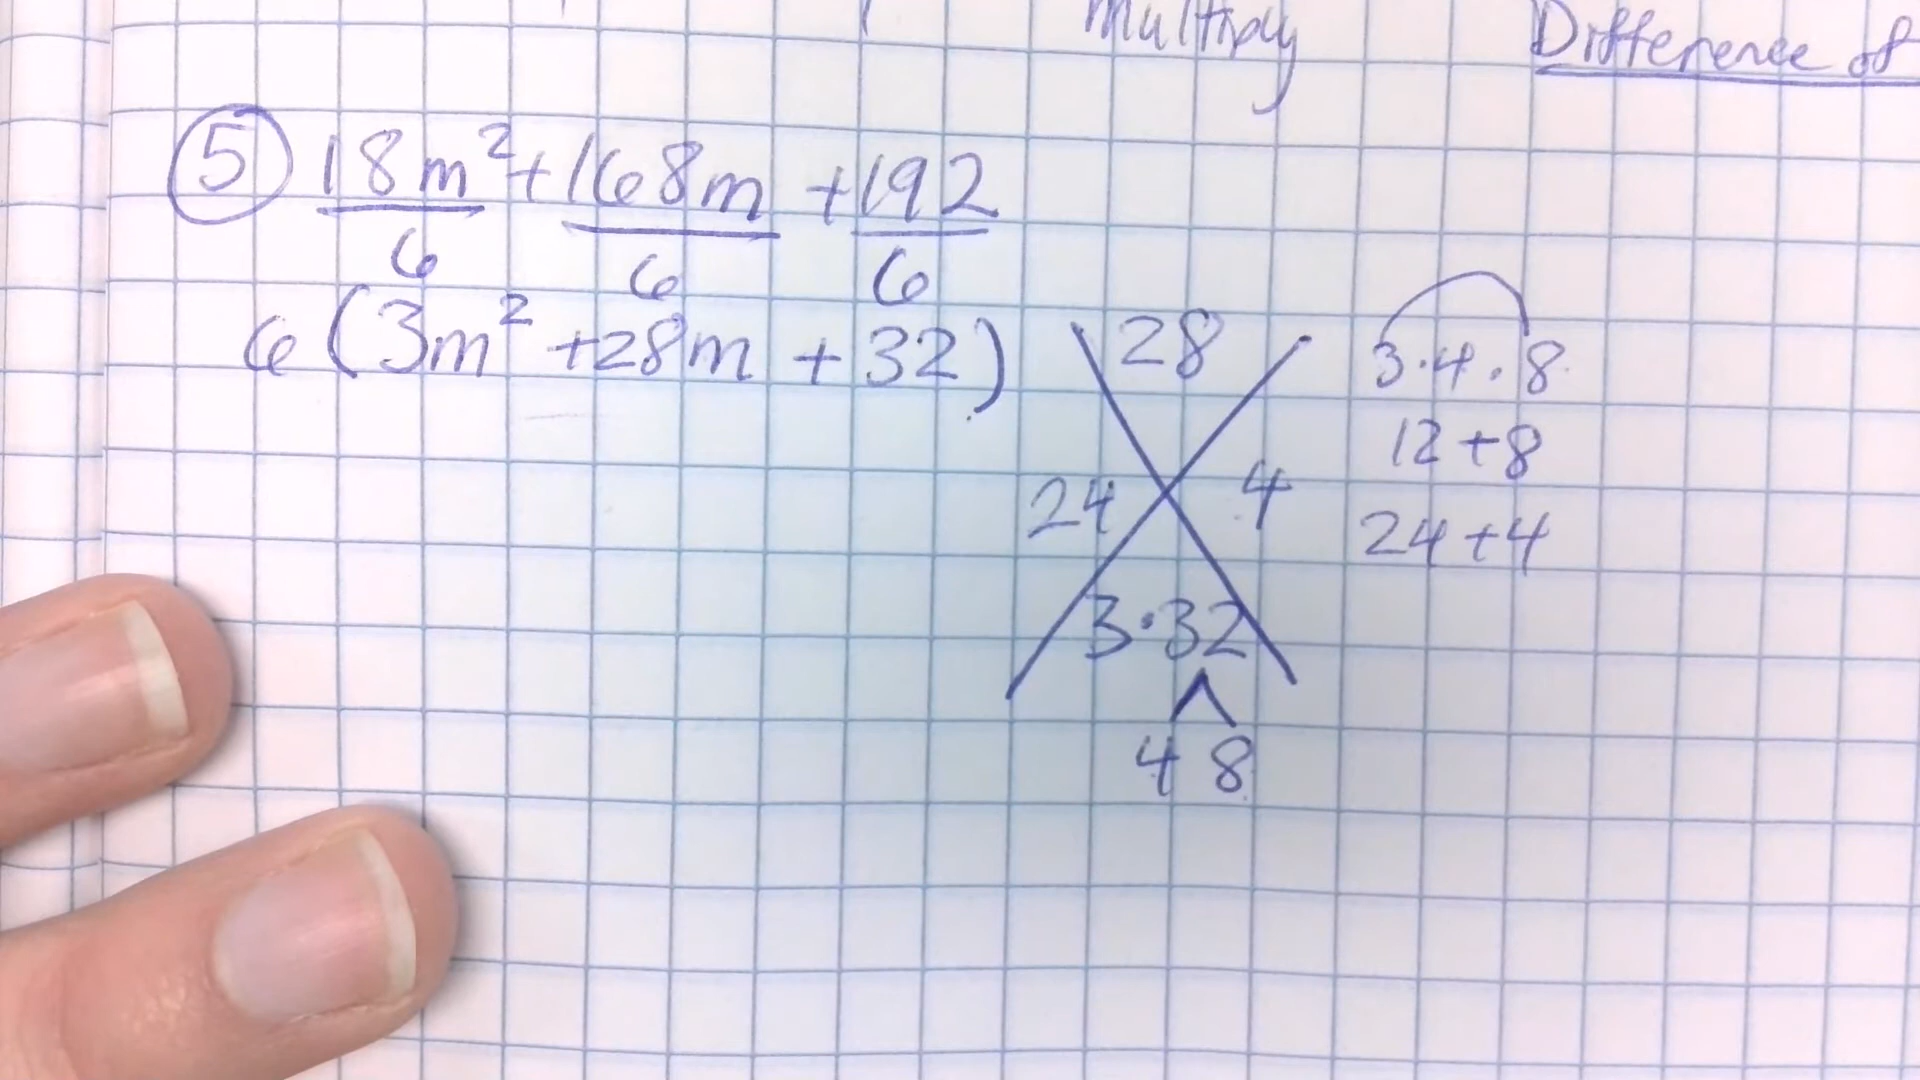 Multiply
Difference of
5 18m² + 168m + 192
6 6 6
6 (3m² + 28m + 32)
28
24 4
3·32
4 8
3·4·8
12 + 8
24 + 4